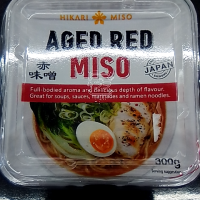 HIKARI MISO
AGED RED
赤味噌
MISO
JAPAN
Full-bodied aroma and delicious depth of flavour.
Great for soups, sauces, marinades and ramen noodles.
300g